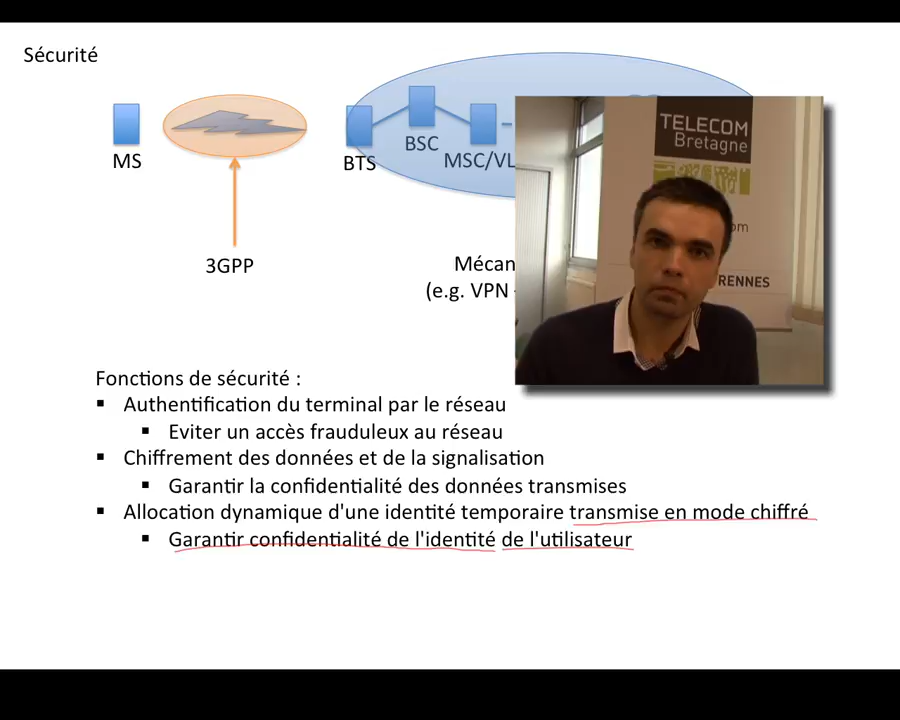 Sécurité
TELECOM
Bretagne
BSC
MS
BTS
MSC/VL
om
RENNES
3GPP
Mécan
(e.g. VPN -
Fonctions de sécurité :
▪ Authentification du terminal par le réseau
▪ Eviter un accès frauduleux au réseau
▪ Chiffrement des données et de la signalisation
▪ Garantir la confidentialité des données transmises
▪ Allocation dynamique d'une identité temporaire transmise en mode chiffré
▪ Garantir confidentialité de l'identité de l'utilisateur